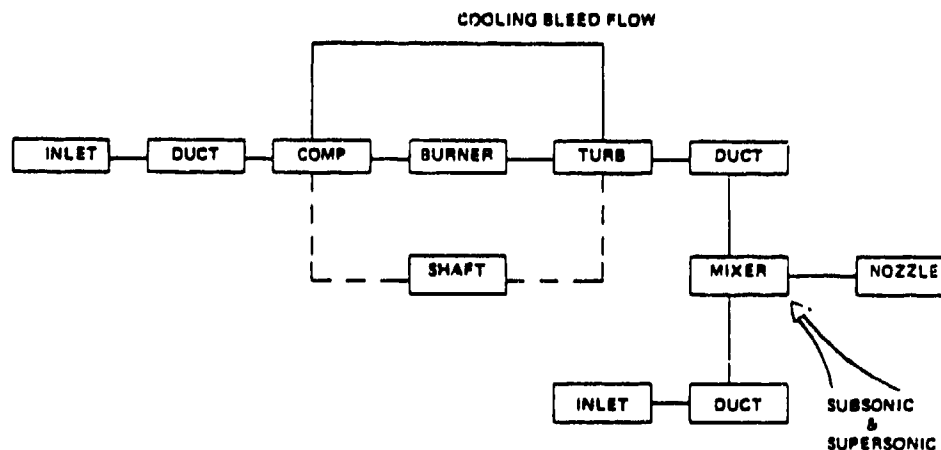 COOLING BLEED FLOW
INLET
DUCT
COMP
BURNER
TURB
DUCT
SHAFT
MIXER
NOZZLE
INLET
DUCT
SUBSONIC
&
SUPERSONIC